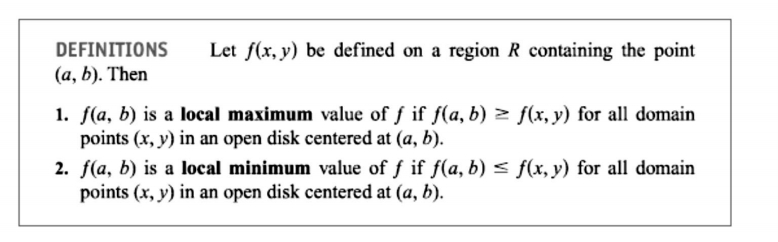 DEFINITIONS Let f(x, y) be defined on a region R containing the point
(a, b). Then
1. f(a, b) is a local maximum value of f if f(a, b) ≥ f(x, y) for all domain
points (x, y) in an open disk centered at (a, b).
2. f(a, b) is a local minimum value of f if f(a, b) ≤ f(x, y) for all domain
points (x, y) in an open disk centered at (a, b).